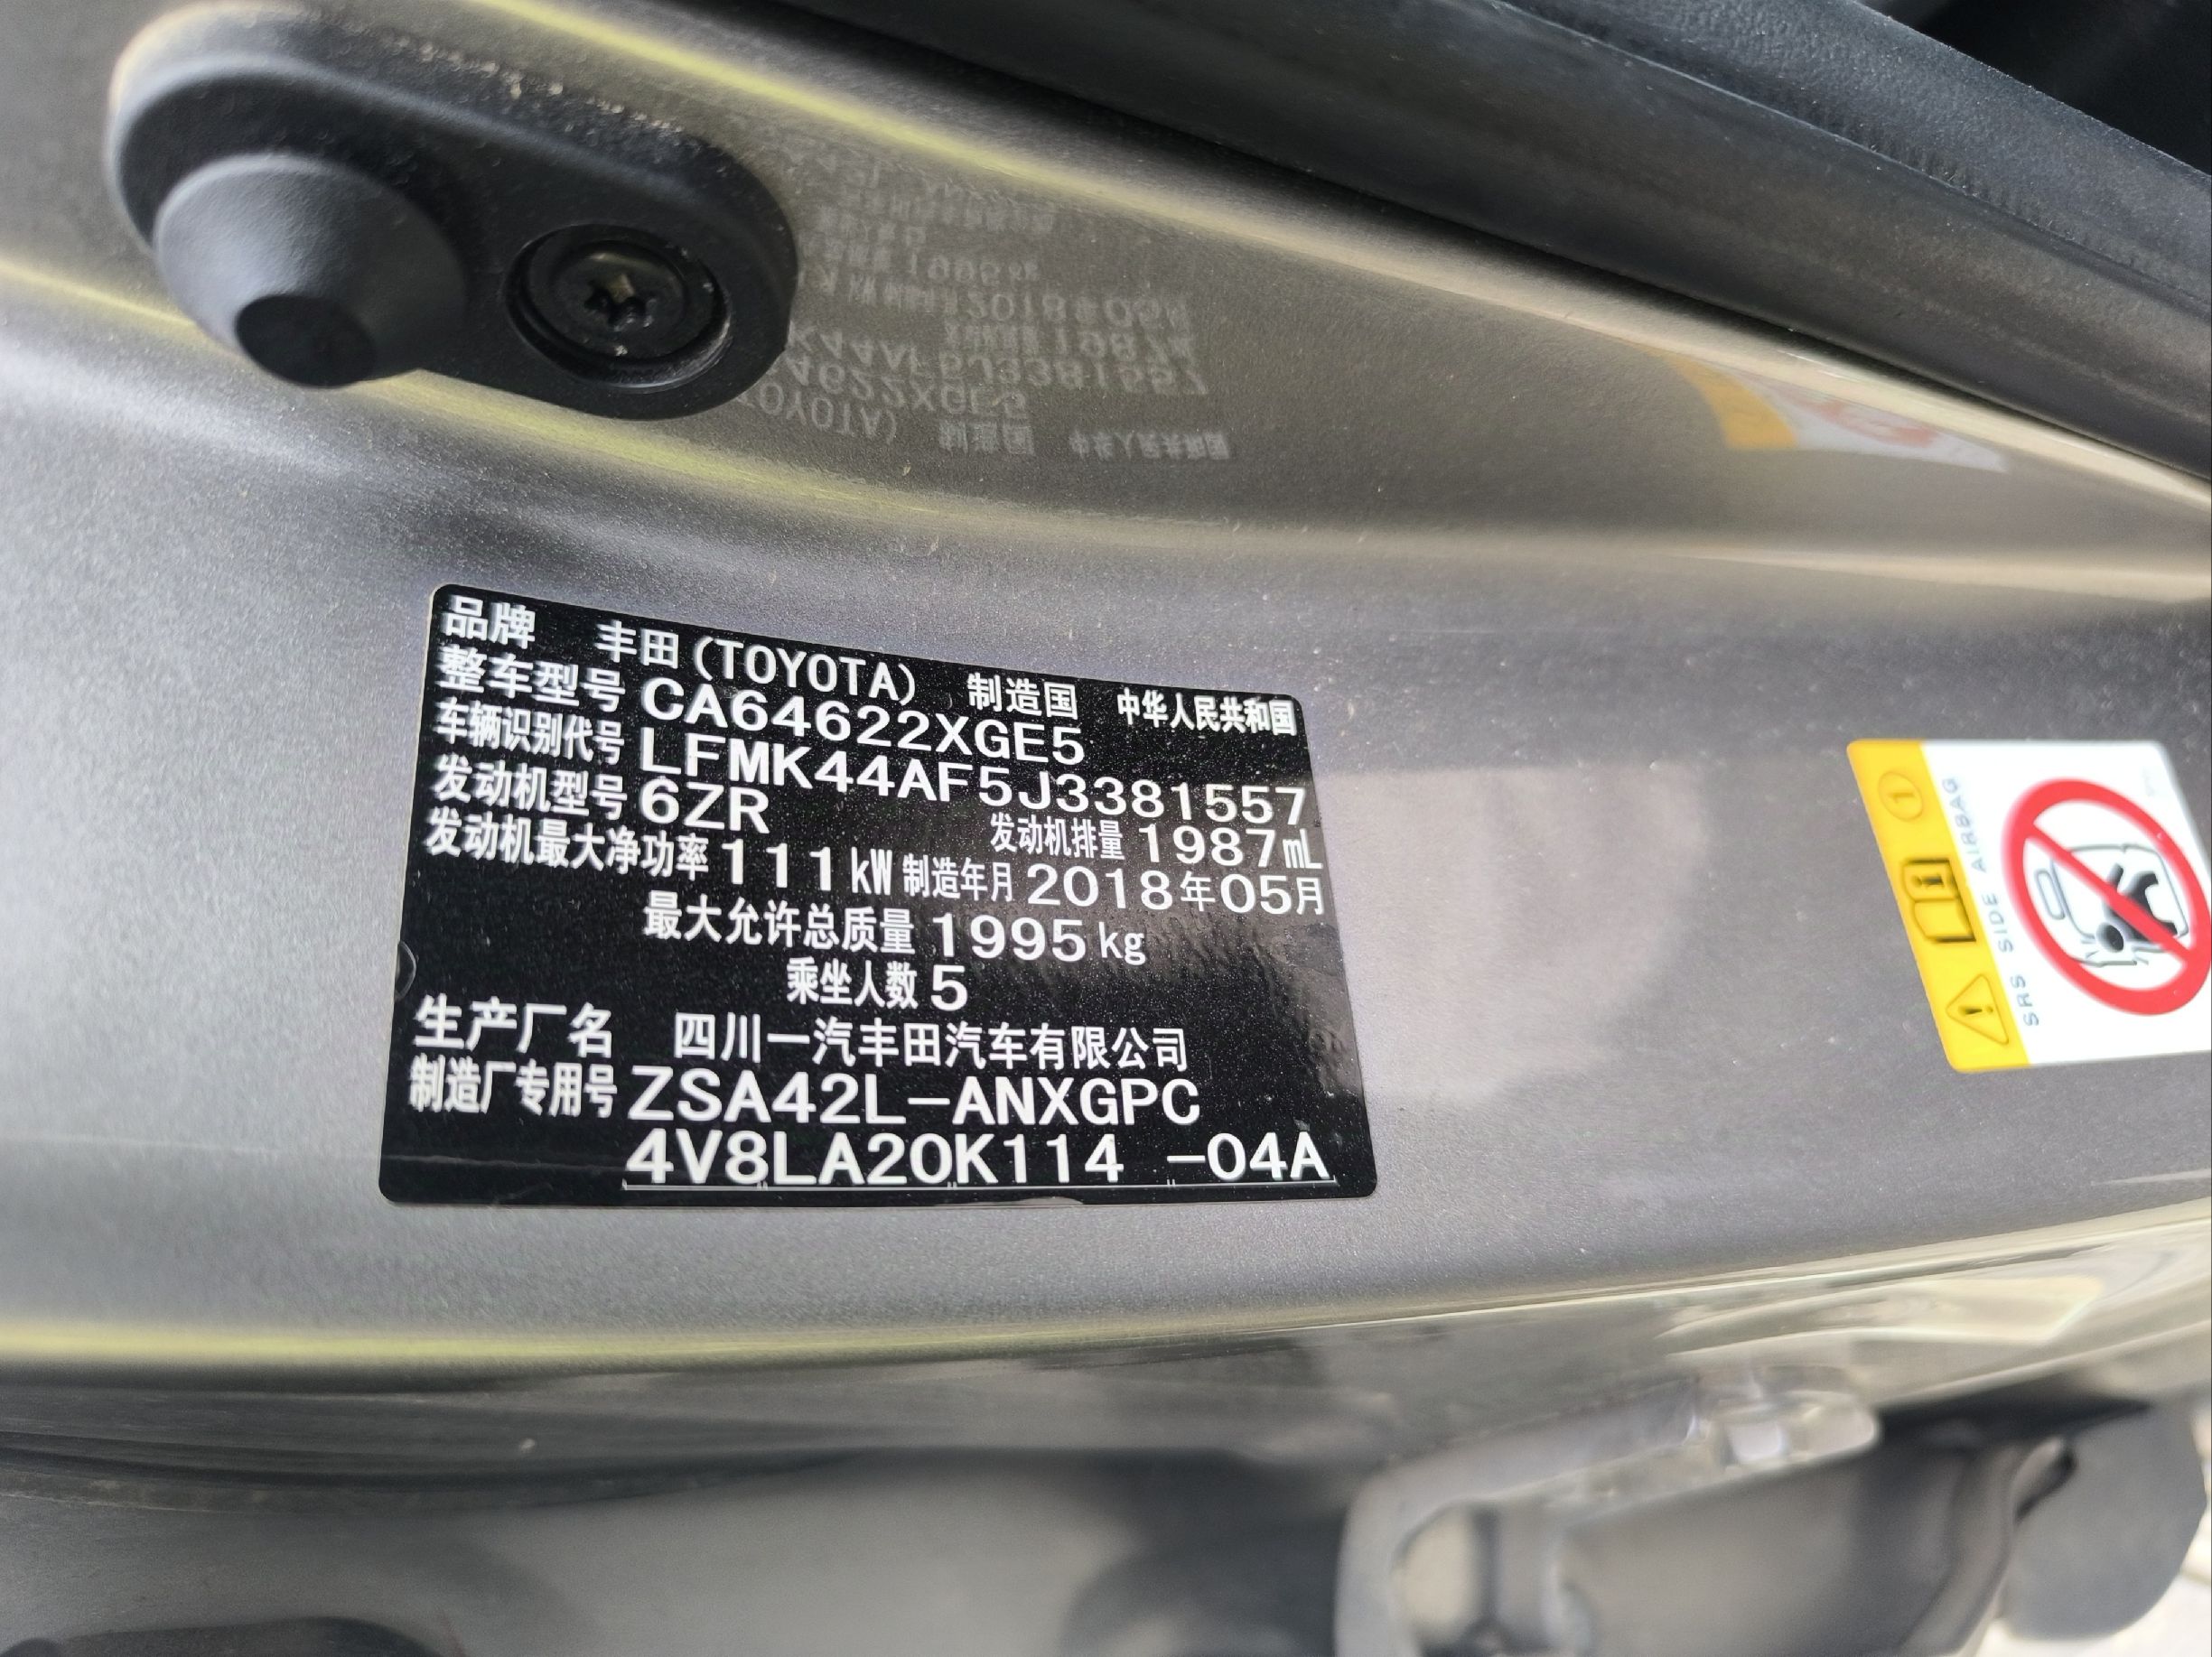 品牌 丰田(TOYOTA) 制造国 中华人民共和国
整车型号 CA64622XGE5
车辆识别代号 LFMK44AF5J3381557
发动机型号 6ZR 发动机排量 1987mL
发动机最大净功率 111kW 制造年月 2018年05月
最大允许总质量 1995kg
乘坐人数 5
生产厂名 四川一汽丰田汽车有限公司
制造厂专用号 ZSA42L-ANXGPC
4V8LA20K114 -04A
SRS SIDE AIRBAG
1